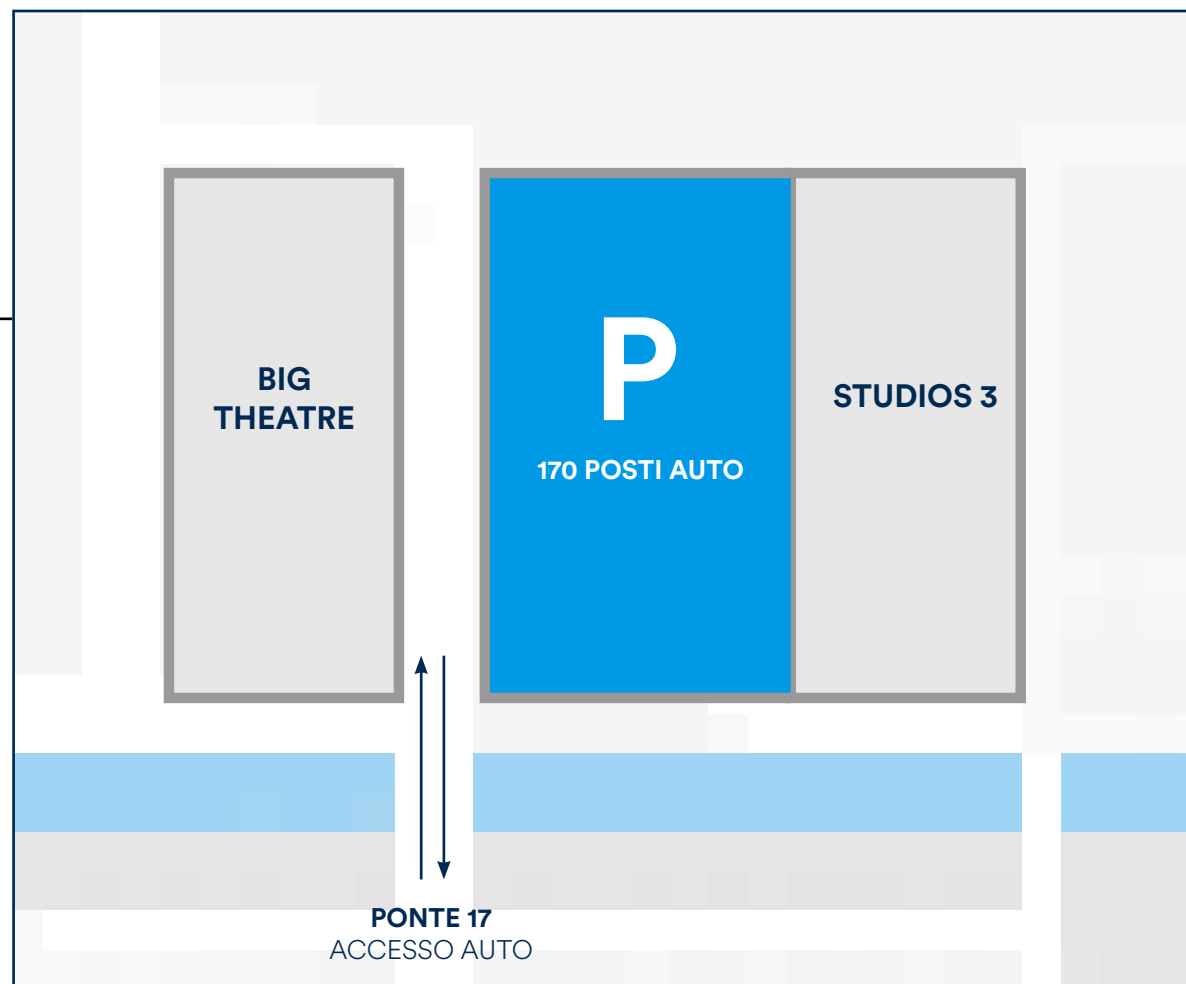 BIG
THEATRE
P
170 POSTI AUTO
STUDIOS 3
PONTE 17
ACCESSO AUTO